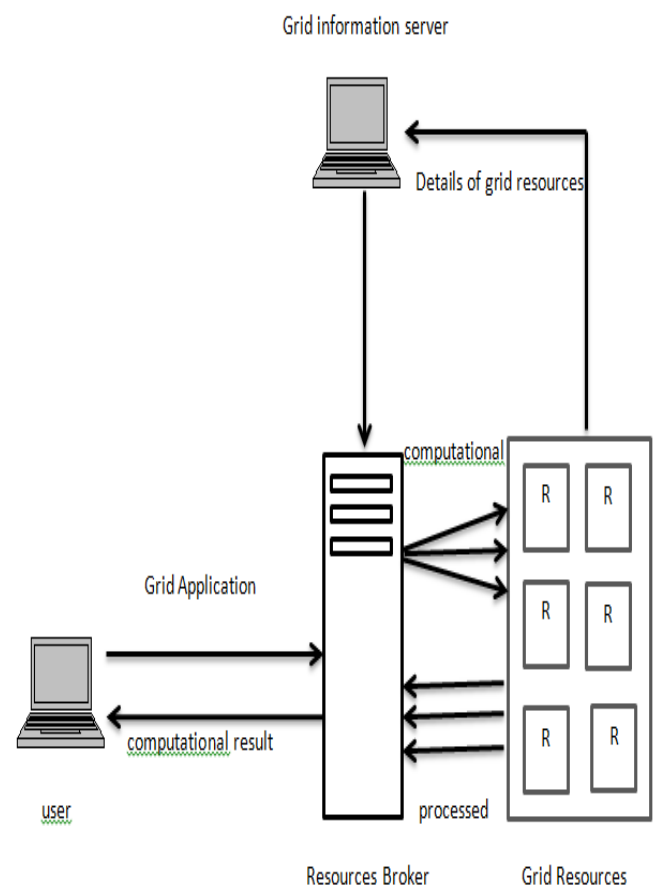 Grid information server
Details of grid resources
computational
R R
Grid Application
R R
computational result
R R
user
processed
Resources Broker
Grid Resources